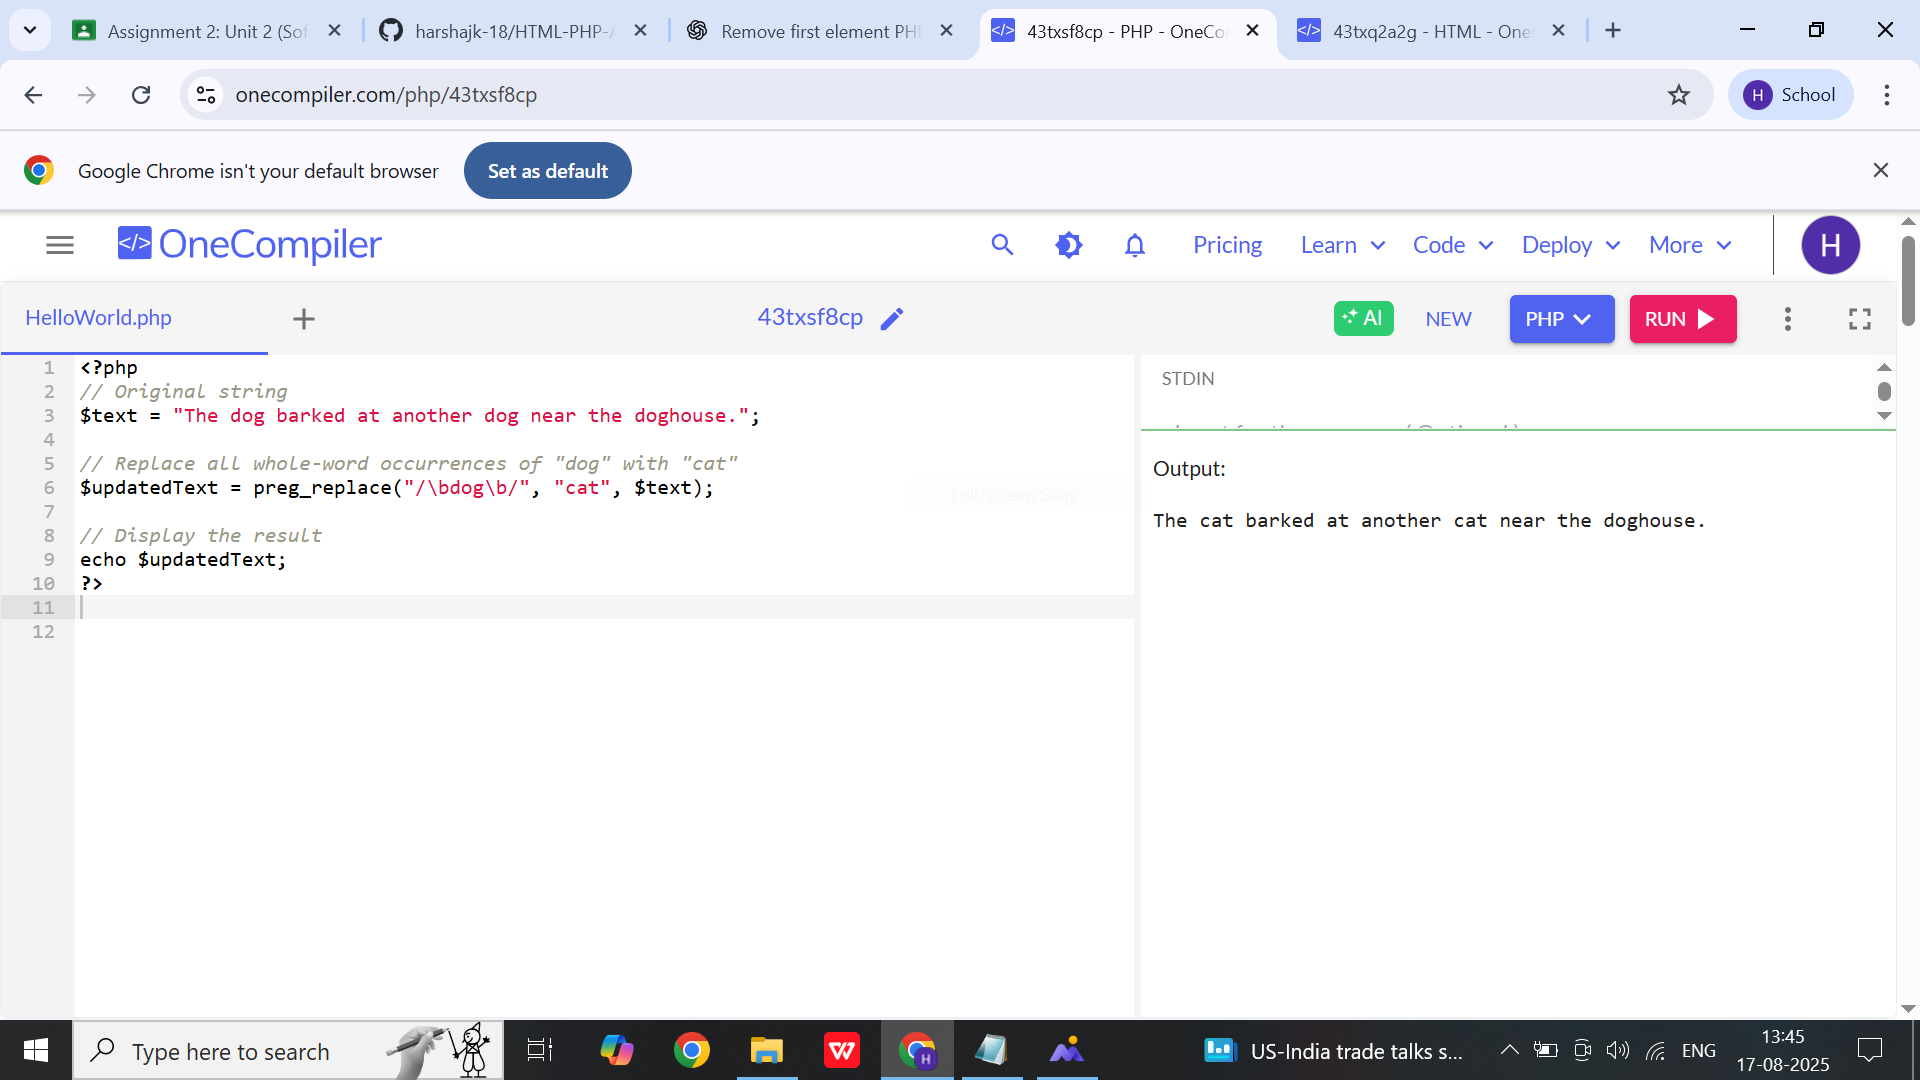 Assignment 2: Unit 2 (Sof
harshajk-18/HTML-PHP-A
Remove first element PH
43txsf8cp - PHP - OneCo
43txq2a2g - HTML - One
onecompiler.com/php/43txsf8cp
H School
Google Chrome isn't your default browser
Set as default
</> OneCompiler
Pricing
Learn
Code
Deploy
More
H
HelloWorld.php
43txsf8cp
AI
NEW
PHP
RUN
1 <?php
2 // Original string
3 $text = "The dog barked at another dog near the doghouse.";
4
5 // Replace all whole-word occurrences of "dog" with "cat"
6 $updatedText = preg_replace("/\bdog\b/", "cat", $text);
7
8 // Display the result
9 echo $updatedText;
10 ?>
11
12
Full-screen Snip
STDIN
Output:
The cat barked at another cat near the doghouse.
Type here to search
US-India trade talks s...
ENG
13:45
17-08-2025